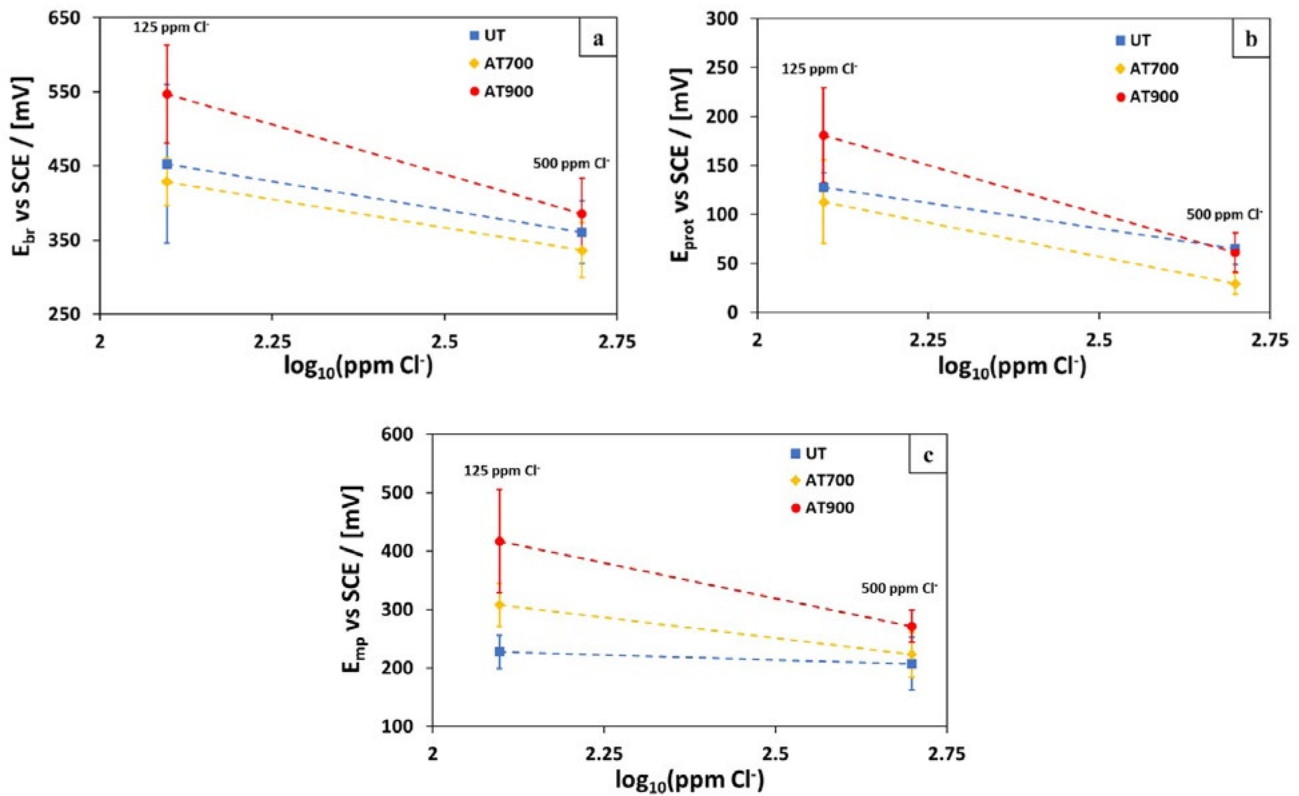 a
650
550
450
350
250
E_br vs SCE / [mV]
125 ppm Cl⁻
500 ppm Cl⁻
UT
AT700
AT900
2
2.25
2.5
2.75
log₁₀(ppm Cl⁻)
b
300
250
200
150
100
50
0
E_prot vs SCE / [mV]
125 ppm Cl⁻
500 ppm Cl⁻
UT
AT700
AT900
2
2.25
2.5
2.75
log₁₀(ppm Cl⁻)
c
600
500
400
300
200
100
E_mp vs SCE / [mV]
125 ppm Cl⁻
500 ppm Cl⁻
UT
AT700
AT900
2
2.25
2.5
2.75
log₁₀(ppm Cl⁻)